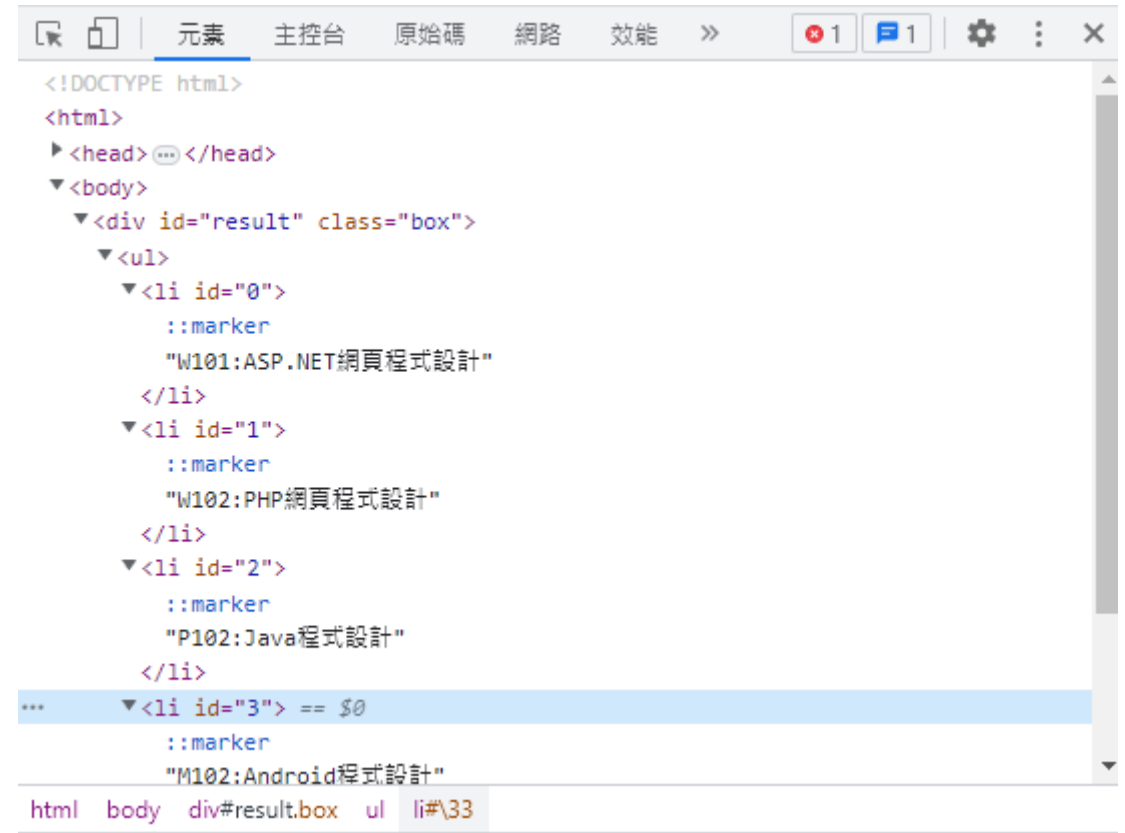 元素 主控台 原始碼 網路 效能 » 1 1
<!DOCTYPE html>
<html>
<head>…</head>
<body>
<div id="result" class="box">
<ul>
<li id="0">
::marker
"W101:ASP.NET網頁程式設計"
</li>
<li id="1">
::marker
"W102:PHP網頁程式設計"
</li>
<li id="2">
::marker
"P102:Java程式設計"
</li>
… <li id="3"> == $0
::marker
"M102:Android程式設計"
html body div#result.box ul li#\33